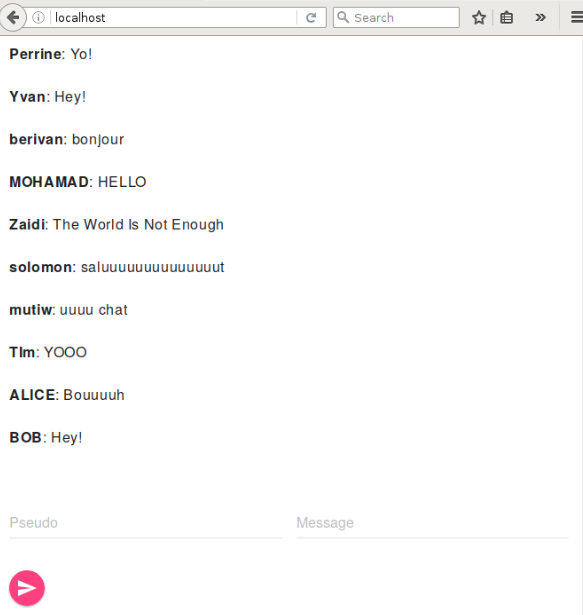 localhost
Search
Perrine: Yo!
Yvan: Hey!
berivan: bonjour
MOHAMAD: HELLO
Zaidi: The World Is Not Enough
solomon: saluuuuuuuuuuuuuut
mutiw: uuuu chat
TIm: YOOO
ALICE: Bouuuuh
BOB: Hey!
Pseudo Message